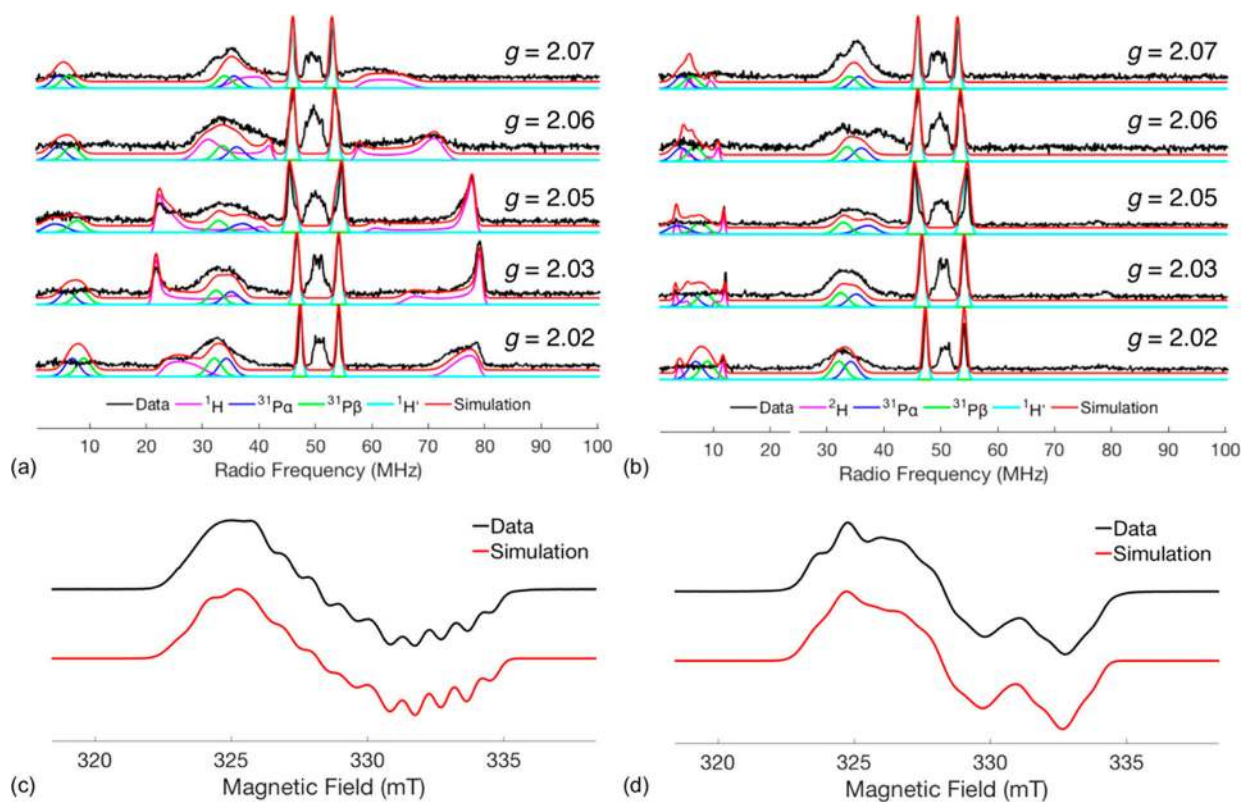 g = 2.07
g = 2.06
g = 2.05
g = 2.03
g = 2.02
Data ¹H ³¹Pα ³¹Pβ ¹H' Simulation
10 20 30 40 50 60 70 80 90 100
(a) Radio Frequency (MHz)
g = 2.07
g = 2.06
g = 2.05
g = 2.03
g = 2.02
Data ²H ³¹Pα ³¹Pβ ¹H' Simulation
10 20 30 40 50 60 70 80 90 100
(b) Radio Frequency (MHz)
Data
Simulation
320 325 330 335
(c) Magnetic Field (mT)
Data
Simulation
320 325 330 335
(d) Magnetic Field (mT)